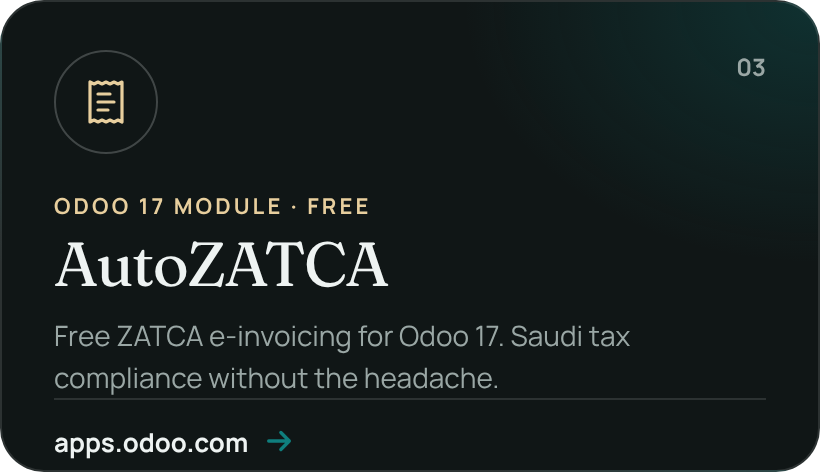 03
ODOO 17 MODULE · FREE
AutoZATCA
Free ZATCA e-invoicing for Odoo 17. Saudi tax
compliance without the headache.
apps.odoo.com →